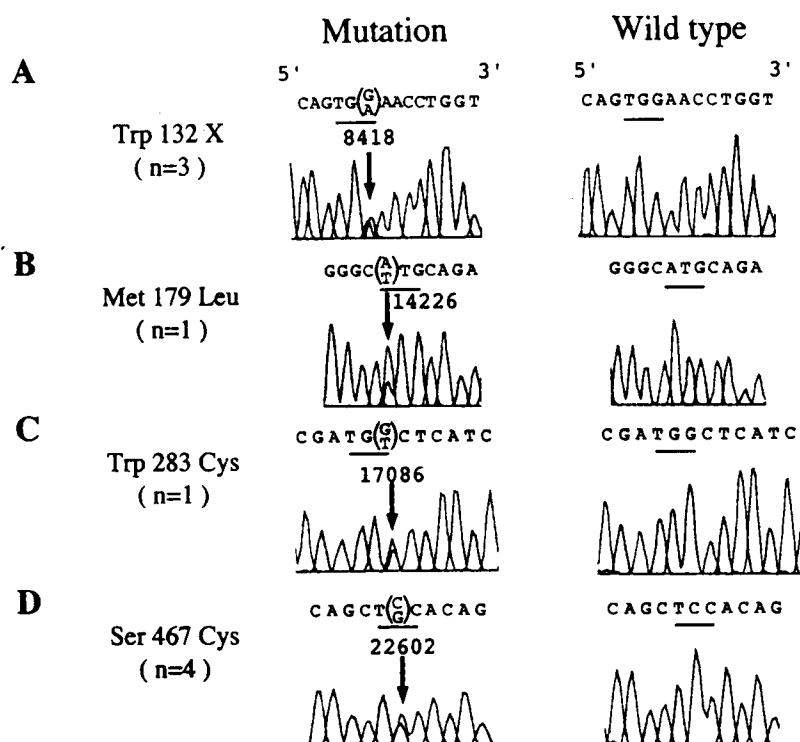 Mutation Wild type
A 5' 3' 5' 3'
CAGTG(G/A)AACCTGGT CAGTGGAACCTGGT
Trp 132 X 8418
( n=3 )
B GGGC(A/T)TGCAGA GGGCATGCAGA
Met 179 Leu 14226
( n=1 )
C CGATG(G/T)CTCATC CGATGGCTCATC
Trp 283 Cys 17086
( n=1 )
D CAGCT(C/G)CACAG CAGCTCCACAG
Ser 467 Cys 22602
( n=4 )